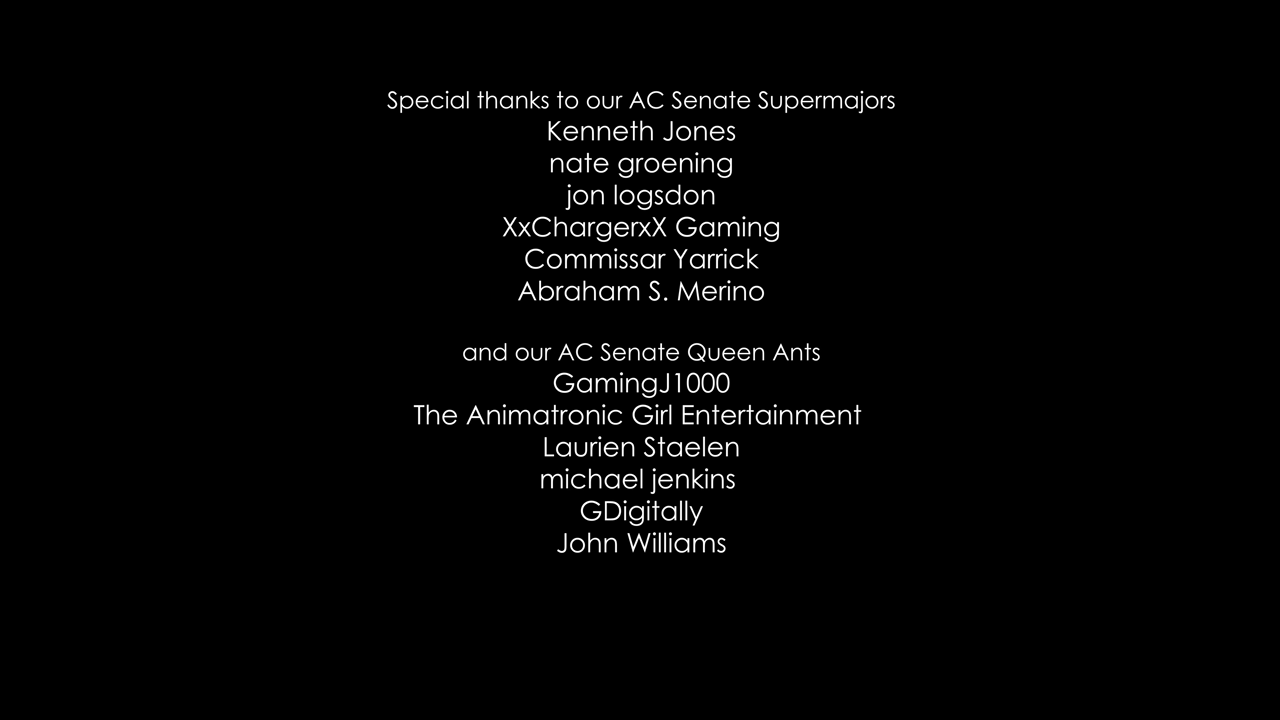 Special thanks to our AC Senate Supermajors
Kenneth Jones
nate groening
jon logsdon
XxChargerxX Gaming
Commissar Yarrick
Abraham S. Merino
and our AC Senate Queen Ants
GamingJ1000
The Animatronic Girl Entertainment
Laurien Staelen
michael jenkins
GDigitally
John Williams